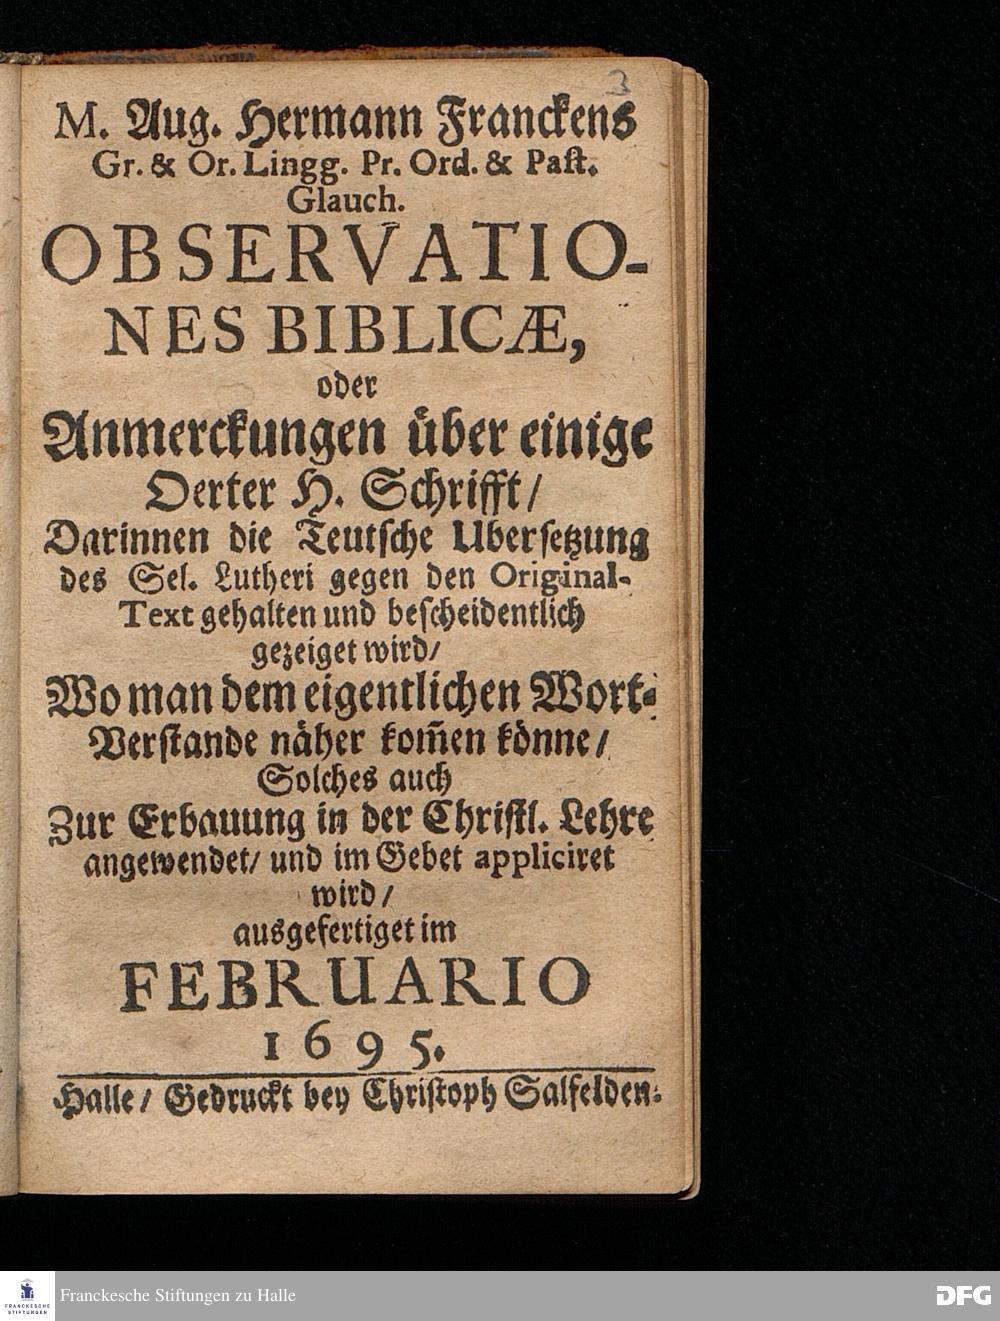 3
M. Aug. Hermann Franckens
Gr. & Or. Lingg. Pr. Ord. & Past.
Glauch.
OBSERVATIO-
NES BIBLICÆ,
oder
Anmerckungen über einige
Oerter H. Schrifft/
Darinnen die Teutsche Ubersetzung
des Sel. Lutheri gegen den Original-
Text gehalten und bescheidentlich
gezeiget wird/
Wo man dem eigentlichen Wort-
Verstande näher kom̅en könne/
Solches auch
Zur Erbauung in der Christl. Lehre
angewendet/ und im Gebet appliciret
wird/
ausgefertiget im
FEBRUARIO
1695.
Halle/ Gedruckt bey Christoph Salfelden.
FRANCKESCHE
STIFTUNGEN
Franckesche Stiftungen zu Halle
DFG